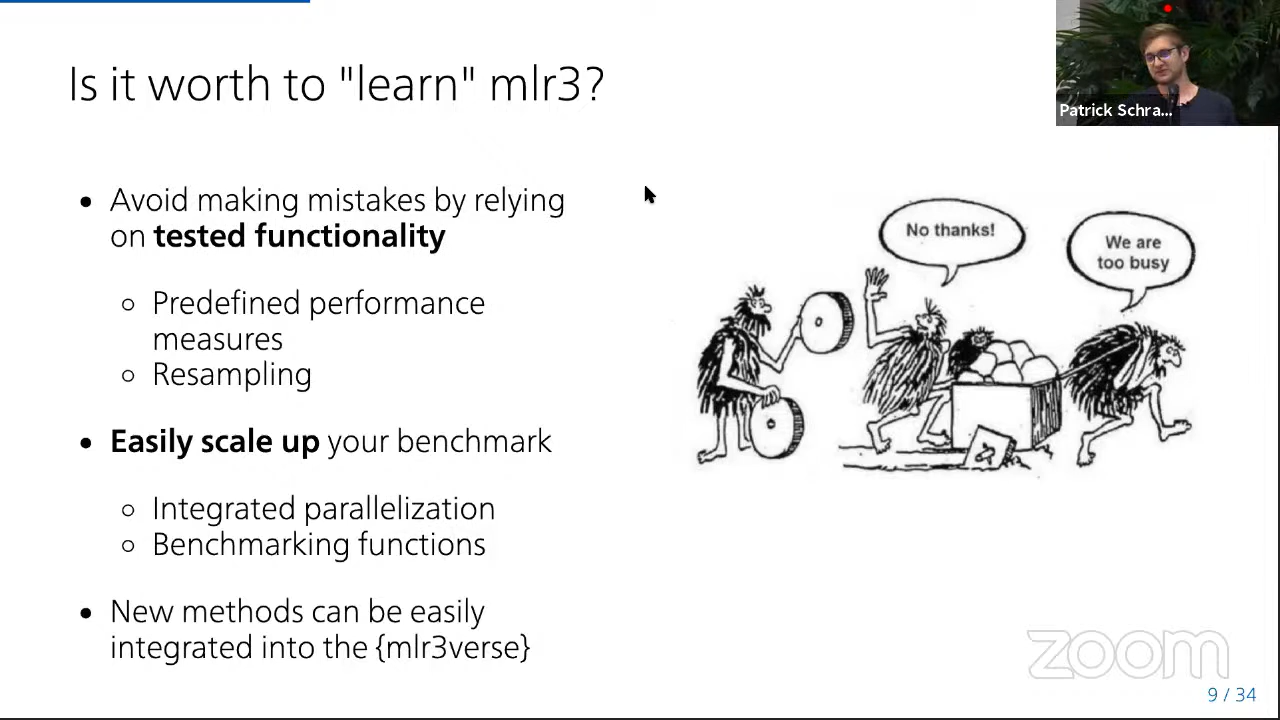 Is it worth to "learn" mlr3?
Patrick Schra...
• Avoid making mistakes by relying
on tested functionality
○ Predefined performance
measures
○ Resampling
• Easily scale up your benchmark
○ Integrated parallelization
○ Benchmarking functions
• New methods can be easily
integrated into the {mlr3verse}
No thanks!
We are
too busy
zoom
9 / 34